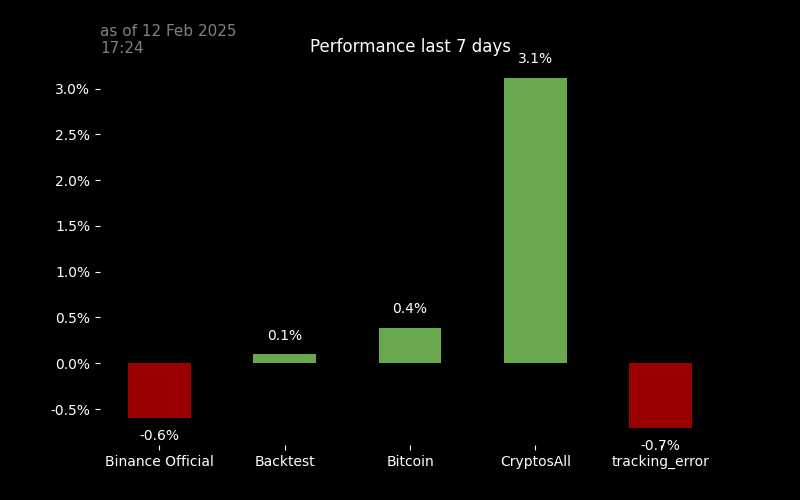 as of 12 Feb 2025
17:24
Performance last 7 days
3.1%
3.0%
2.5%
2.0%
1.5%
1.0%
0.5%
0.4%
0.1%
0.0%
-0.5%
-0.6%
-0.7%
Binance Official
Backtest
Bitcoin
CryptosAll
tracking_error